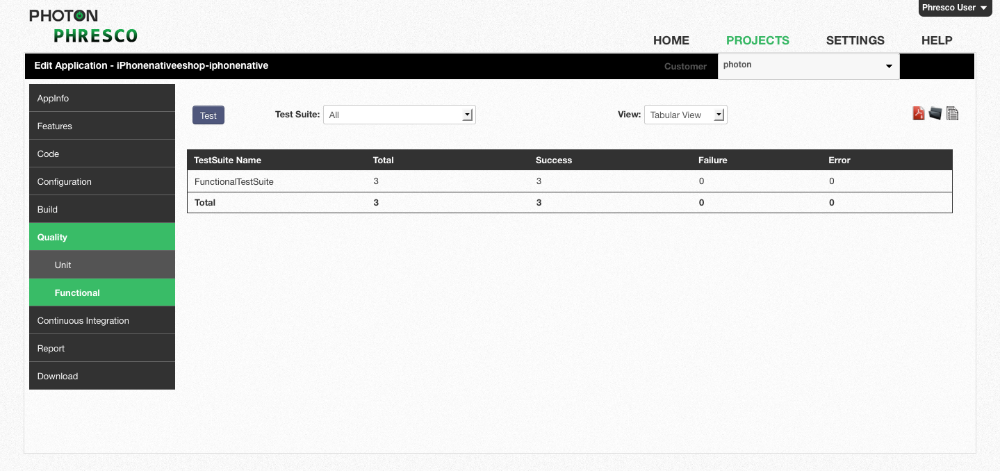 Phresco User
PHOTON
PHRESCO
HOME PROJECTS SETTINGS HELP
Edit Application - iPhonenativeeshop-iphonenative Customer photon
AppInfo
Features
Code
Configuration
Build
Quality
Unit
Functional
Continuous Integration
Report
Download
Test Test Suite: All View: Tabular View
TestSuite Name Total Success Failure Error
FunctionalTestSuite 3 3 0 0
Total 3 3 0 0